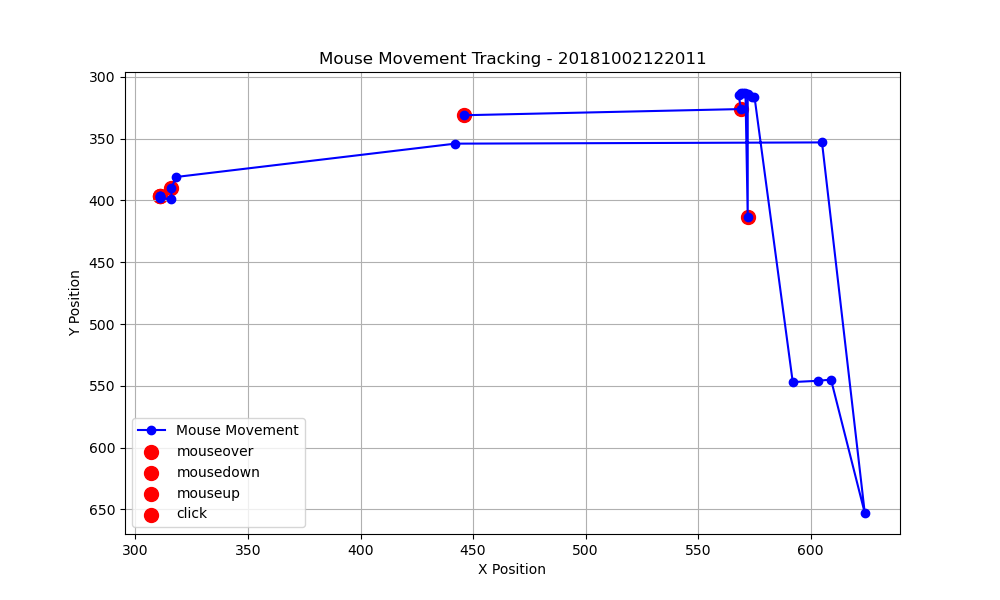 Mouse Movement Tracking - 20181002122011
300
350
400
450
500
550
600
650
Y Position
Mouse Movement
mouseover
mousedown
mouseup
click
300 350 400 450 500 550 600
X Position